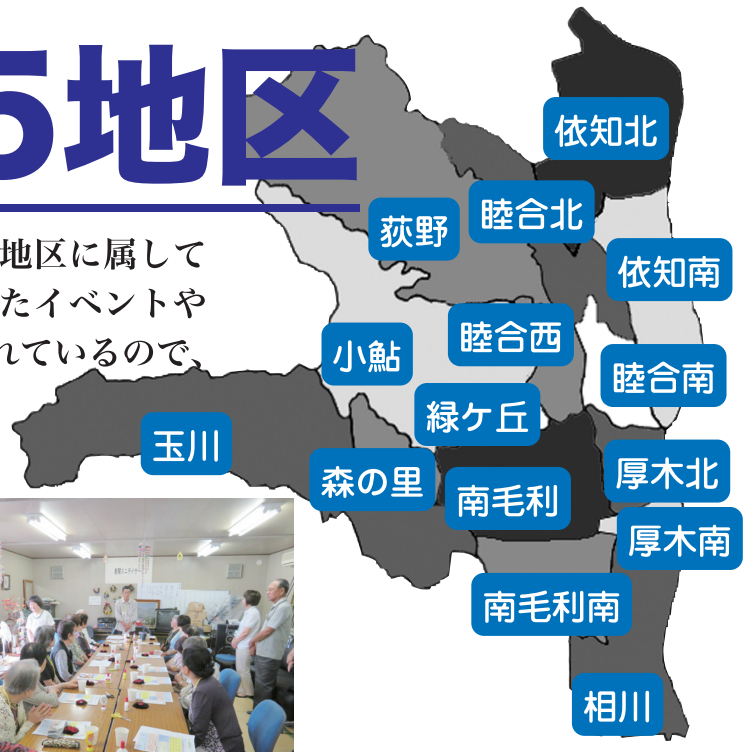 5地区
地区に属して
たイベントや
れているので、
依知北
睦合北
荻野
依知南
睦合西
小鮎
睦合南
緑ケ丘
玉川
厚木北
森の里
南毛利
厚木南
南毛利南
相川